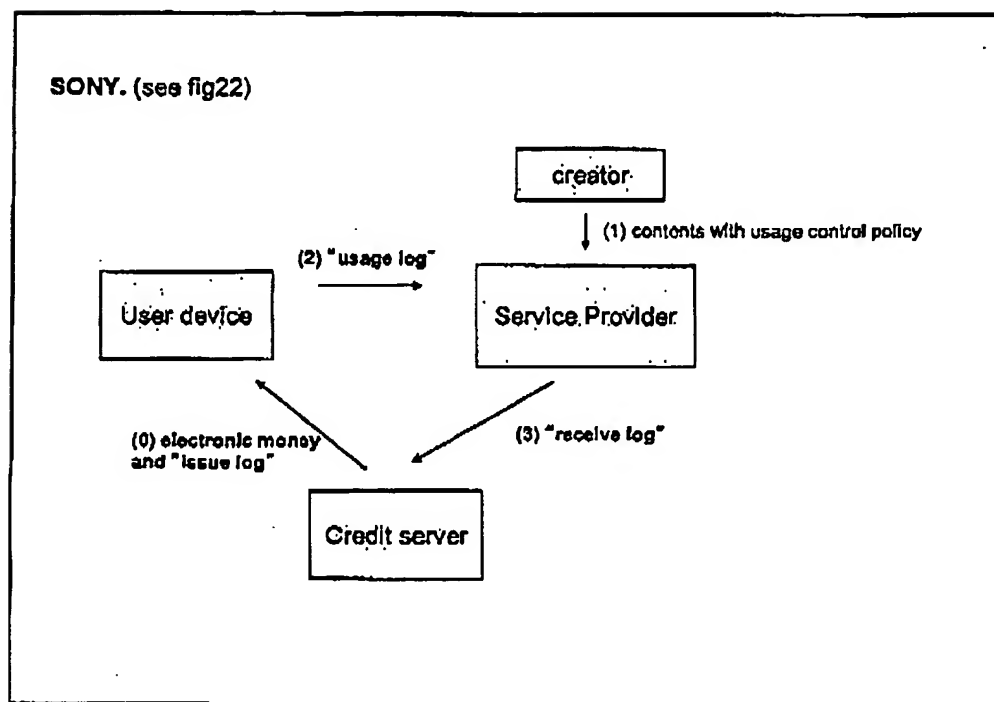 SONY. (see fig22)
creator
(1) contents with usage control policy
(2) "usage log"
User device
Service Provider
(0) electronic money
and "issue log"
(3) "receive log"
Credit server